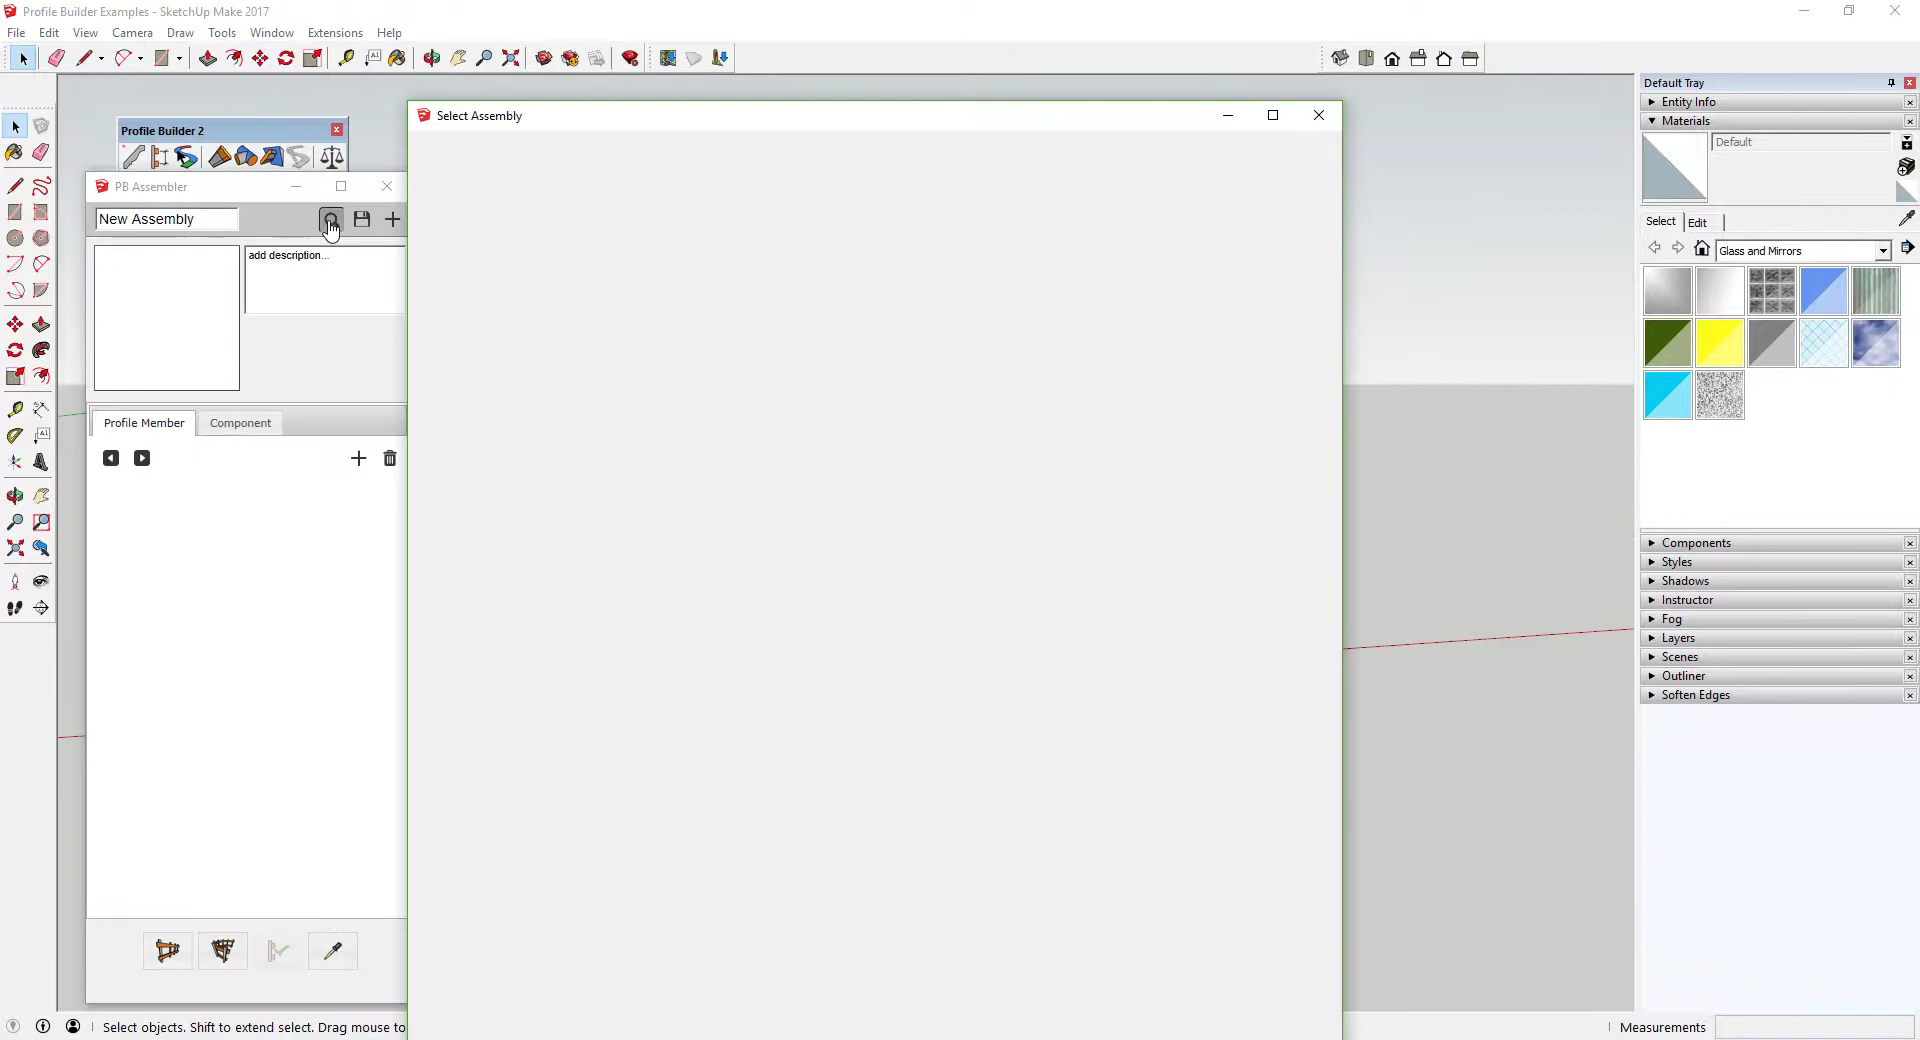 Profile Builder Examples - SketchUp Make 2017
File Edit View Camera Draw Tools Window Extensions Help
Default Tray
Entity Info
Materials
Default
Select Edit
Glass and Mirrors
Components
Styles
Shadows
Instructor
Fog
Layers
Scenes
Outliner
Soften Edges
Profile Builder 2
PB Assembler
New Assembly
add description...
Profile Member Component
Select Assembly
Select objects. Shift to extend select. Drag mouse to
Measurements